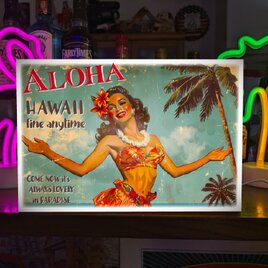 ALOHA
HAWAII
fine anytime
COME NOW it's
ALWAYS LOVELY
in PARADISE